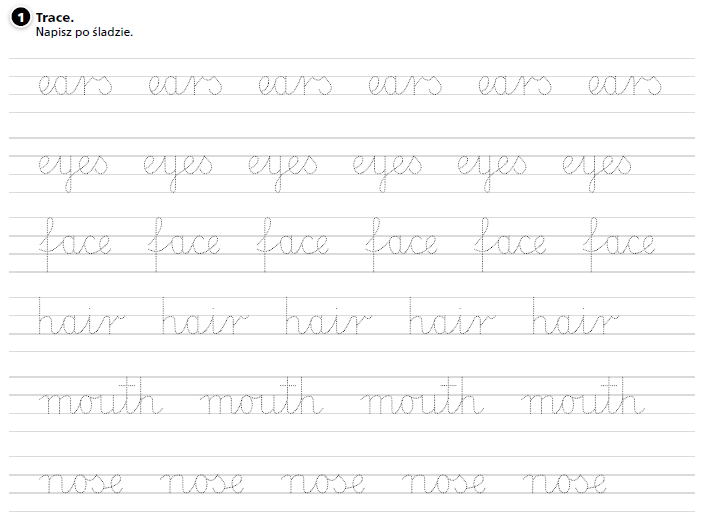 1 Trace.
Napisz po śladzie.
ears ears ears ears ears ears
eyes eyes eyes eyes eyes eyes
face face face face face face
hair hair hair hair hair
mouth mouth mouth mouth
nose nose nose nose nose